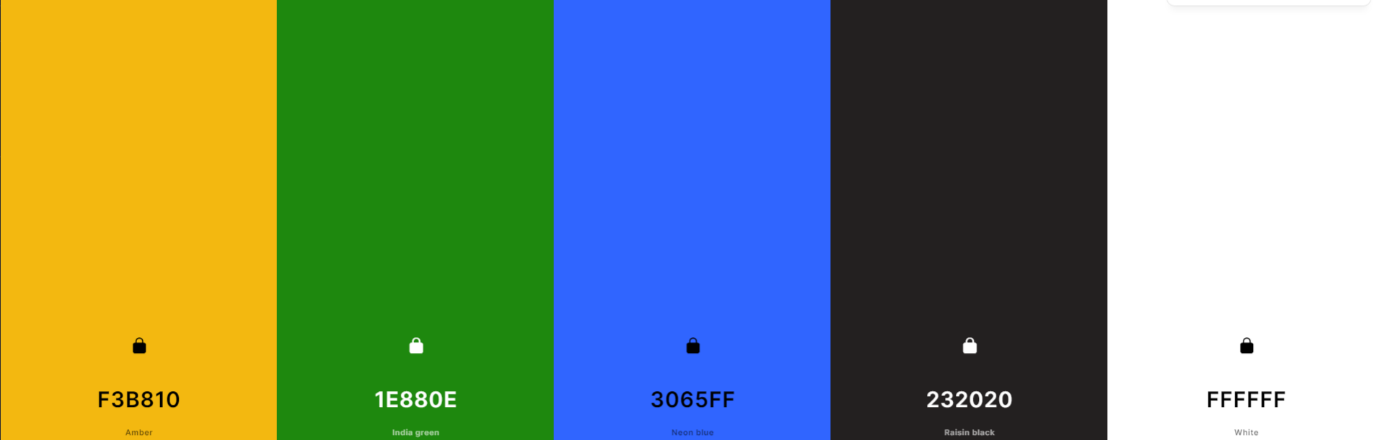 F3B810 1E880E 3065FF 232020 FFFFFF
Amber India green Neon blue Raisin black White